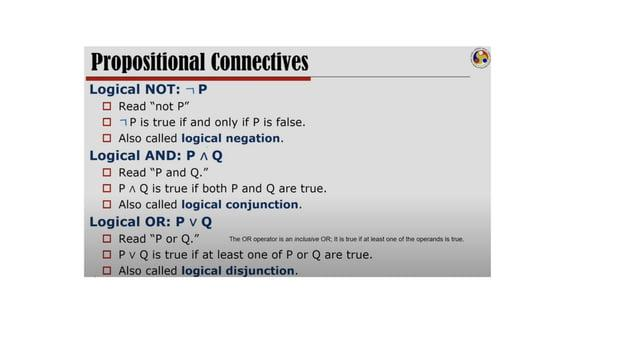 Propositional Connectives
Logical NOT: ¬ P
Read “not P”
¬P is true if and only if P is false.
Also called logical negation.
Logical AND: P ∧ Q
Read “P and Q.”
P ∧ Q is true if both P and Q are true.
Also called logical conjunction.
Logical OR: P ∨ Q
Read “P or Q.” The OR operator is an inclusive OR; It is true if at least one of the operands is true.
P ∨ Q is true if at least one of P or Q are true.
Also called logical disjunction.